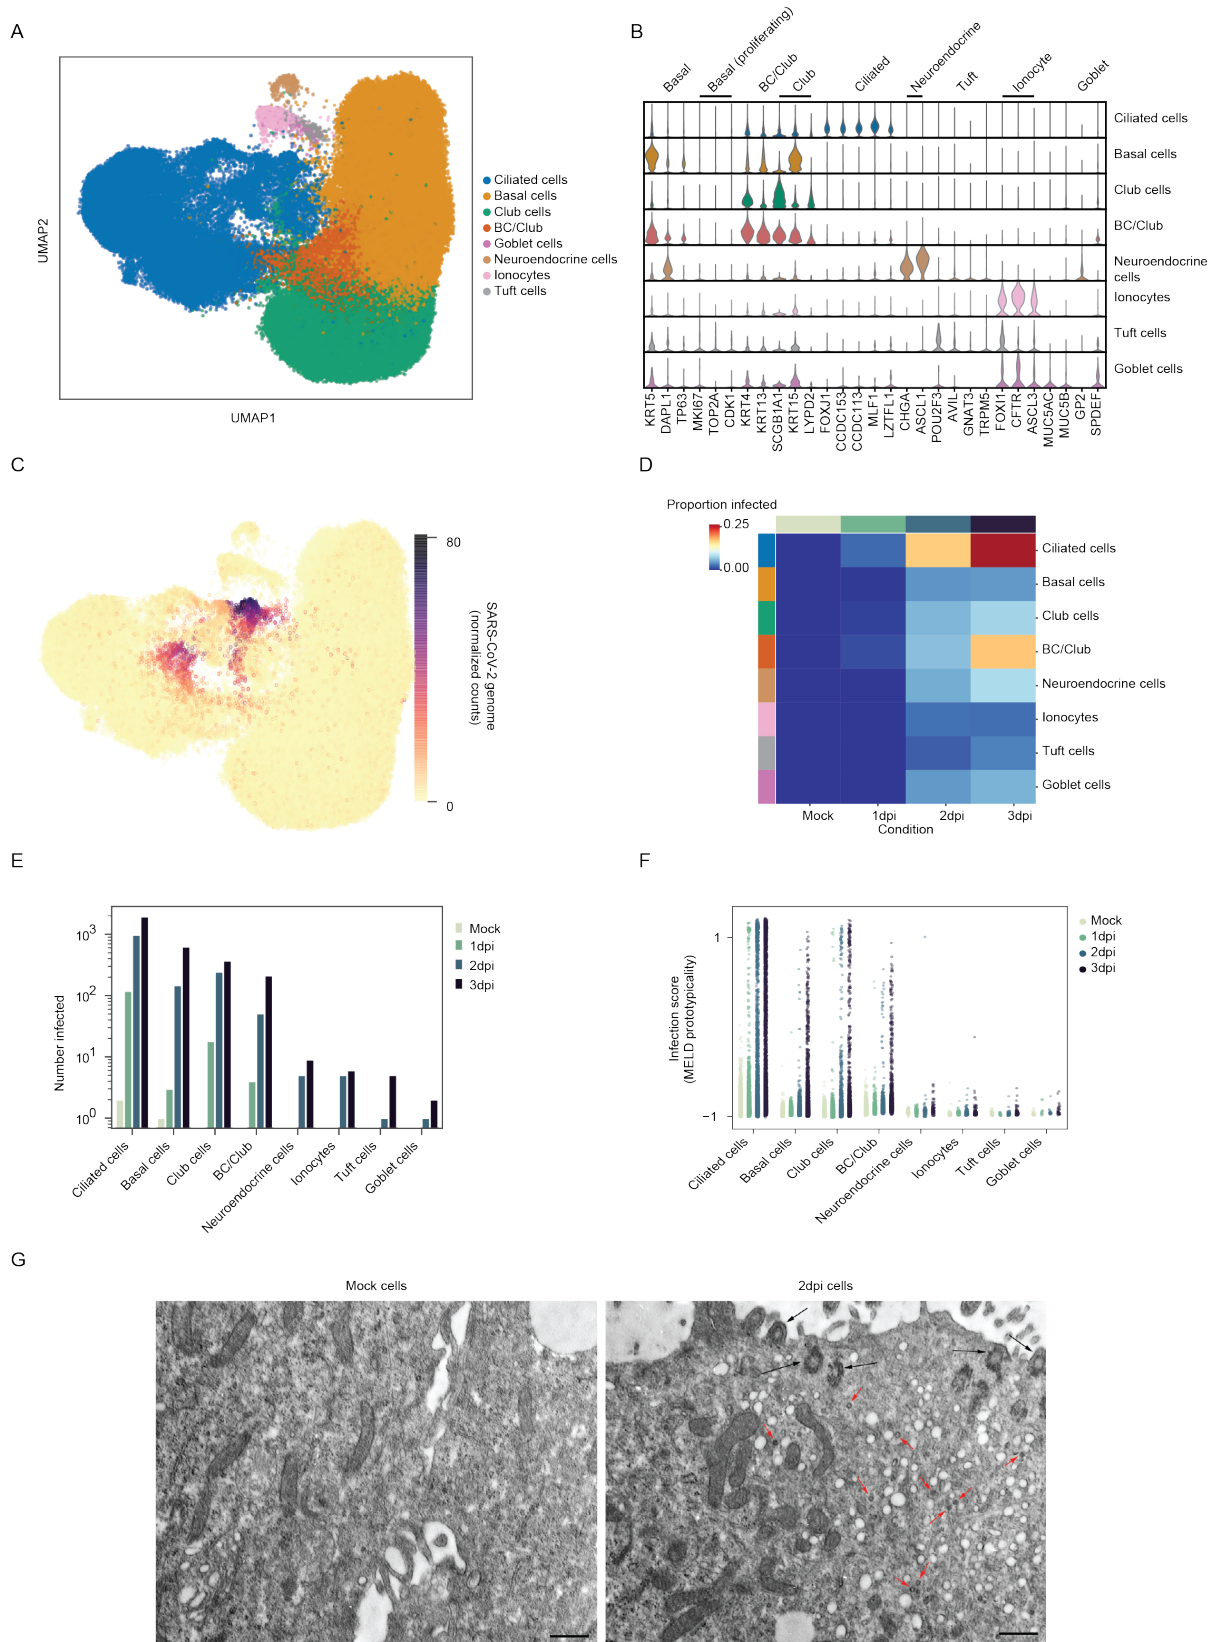 A
UMAP2
UMAP1
Ciliated cells
Basal cells
Club cells
BC/Club
Goblet cells
Neuroendocrine cells
Ionocytes
Tuft cells
B
Basal
Basal (proliferating)
BC/Club
Club
Ciliated
Neuroendocrine
Tuft
Ionocyte
Goblet
Ciliated cells
Basal cells
Club cells
BC/Club
Neuroendocrine
cells
Ionocytes
Tuft cells
Goblet cells
KRT5
DAPL1
TP63
MKI67
TOP2A
CDK1
KRT4
KRT13
SCGB1A1
KRT15
LYPD2
FOXJ1
CCDC153
CCDC113
MLF1
LZTFL1
CHGA
ASCL1
POU2F3
AVIL
GNAT3
TRPM5
FOXI1
CFTR
ASCL3
MUC5AC
MUC5B
GP2
SPDEF
C
80
0
SARS-CoV-2 genome
(normalized counts)
D
Proportion infected
0.25
0.00
Ciliated cells
Basal cells
Club cells
BC/Club
Neuroendocrine cells
Ionocytes
Tuft cells
Goblet cells
Mock 1dpi 2dpi 3dpi
Condition
E
Number infected
10³
10²
10¹
10⁰
Ciliated cells
Basal cells
Club cells
BC/Club
Neuroendocrine cells
Ionocytes
Tuft cells
Goblet cells
Mock
1dpi
2dpi
3dpi
F
Infection score
(MELD prototypicality)
1
−1
Ciliated cells
Basal cells
Club cells
BC/Club
Neuroendocrine cells
Ionocytes
Tuft cells
Goblet cells
Mock
1dpi
2dpi
3dpi
G
Mock cells
2dpi cells